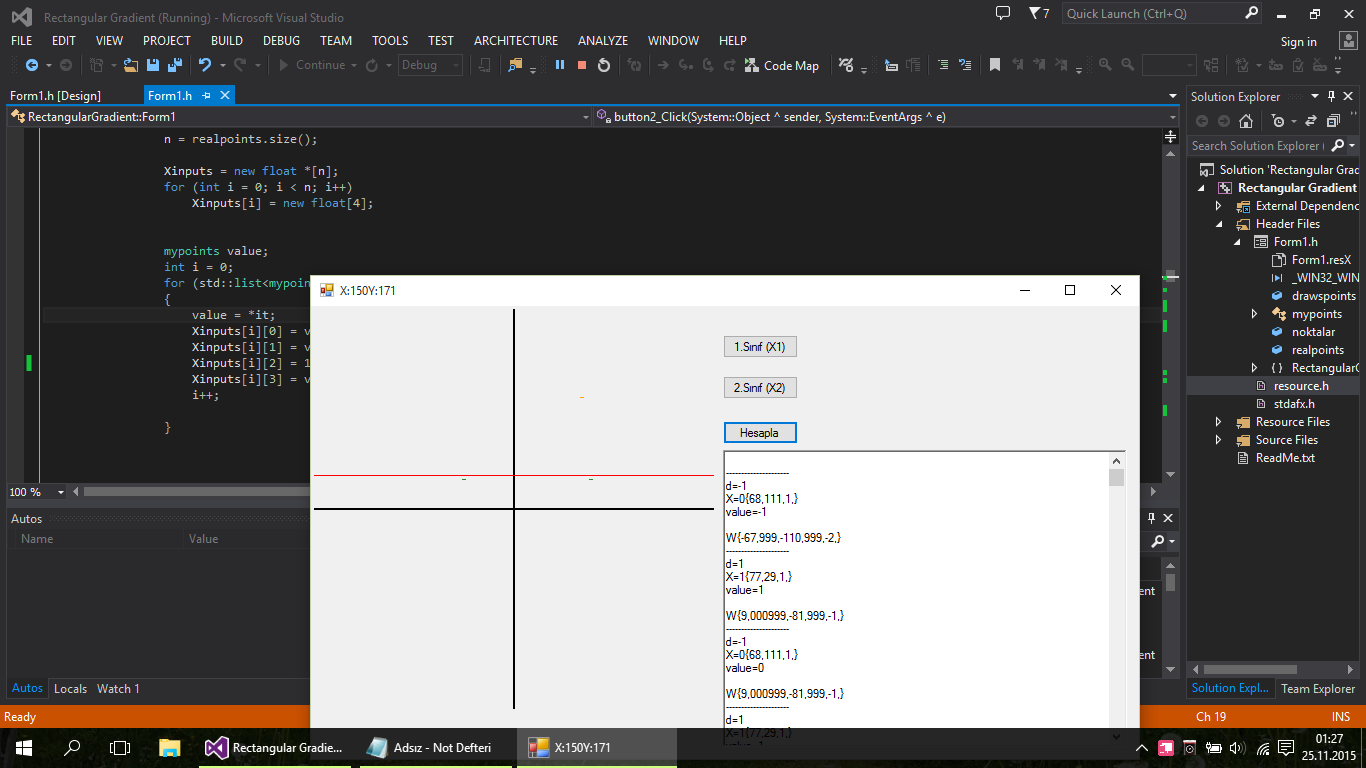 Rectangular Gradient (Running) - Microsoft Visual Studio
7
Quick Launch (Ctrl+Q)
FILE EDIT VIEW PROJECT BUILD DEBUG TEAM TOOLS TEST ARCHITECTURE ANALYZE WINDOW HELP
Sign in
Continue
Debug
Code Map
Form1.h [Design]
Form1.h
RectangularGradient::Form1
button2_Click(System::Object ^ sender, System::EventArgs ^ e)
n = realpoints.size();
Xinputs = new float *[n];
for (int i = 0; i < n; i++)
Xinputs[i] = new float[4];
mypoints value;
int i = 0;
for (std::list<mypoin
{
value = *it;
Xinputs[i][0] = v
Xinputs[i][1] = v
Xinputs[i][2] = 1
Xinputs[i][3] = v
i++;
}
100 %
Autos
Name Value
Autos Locals Watch 1
Ready
Ch 19
INS
Solution Explorer
Search Solution Explorer (
Solution 'Rectangular Grad
Rectangular Gradient
External Dependenc
Header Files
Form1.h
Form1.resX
_WIN32_WIN
drawspoints
mypoints
noktalar
realpoints
RectangularG
resource.h
stdafx.h
Resource Files
Source Files
ReadMe.txt
ent
ent
Solution Expl...
Team Explorer
X:150Y:171
1.Sinif (X1)
2.Sinif (X2)
Hesapla
---------------------
d=-1
X=0{68,111,1,}
value=-1
W{-67,999,-110,999,-2,}
---------------------
d=1
X=1{77,29,1,}
value=1
W{9,000999,-81,999,-1,}
---------------------
d=-1
X=0{68,111,1,}
value=0
W{9,000999,-81,999,-1,}
---------------------
d=1
X=1{77,29,1,}
Rectangular Gradie...
Adsız - Not Defteri
X:150Y:171
01:27
25.11.2015